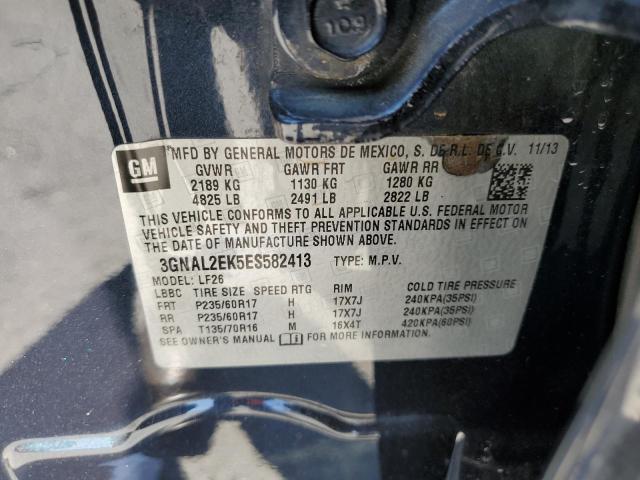 109
GM
*MFD BY GENERAL MOTORS DE MEXICO, S. DE R.L. DE C.V. 11/13
GVWR GAWR FRT GAWR RR
2189 KG 1130 KG 1280 KG
4825 LB 2491 LB 2822 LB
THIS VEHICLE CONFORMS TO ALL APPLICABLE U.S. FEDERAL MOTOR
VEHICLE SAFETY AND THEFT PREVENTION STANDARDS IN EFFECT ON
THE DATE OF MANUFACTURE SHOWN ABOVE.
3GNAL2EK5ES582413 TYPE: M.P.V.
MODEL: LF26
LBBC TIRE SIZE SPEED RTG RIM COLD TIRE PRESSURE
FRT P235/60R17 H 17X7J 240KPA(35PSI)
RR P235/60R17 H 17X7J 240KPA(35PSI)
SPA T135/70R16 M 16X4T 420KPA(60PSI)
SEE OWNER'S MANUAL FOR MORE INFORMATION.